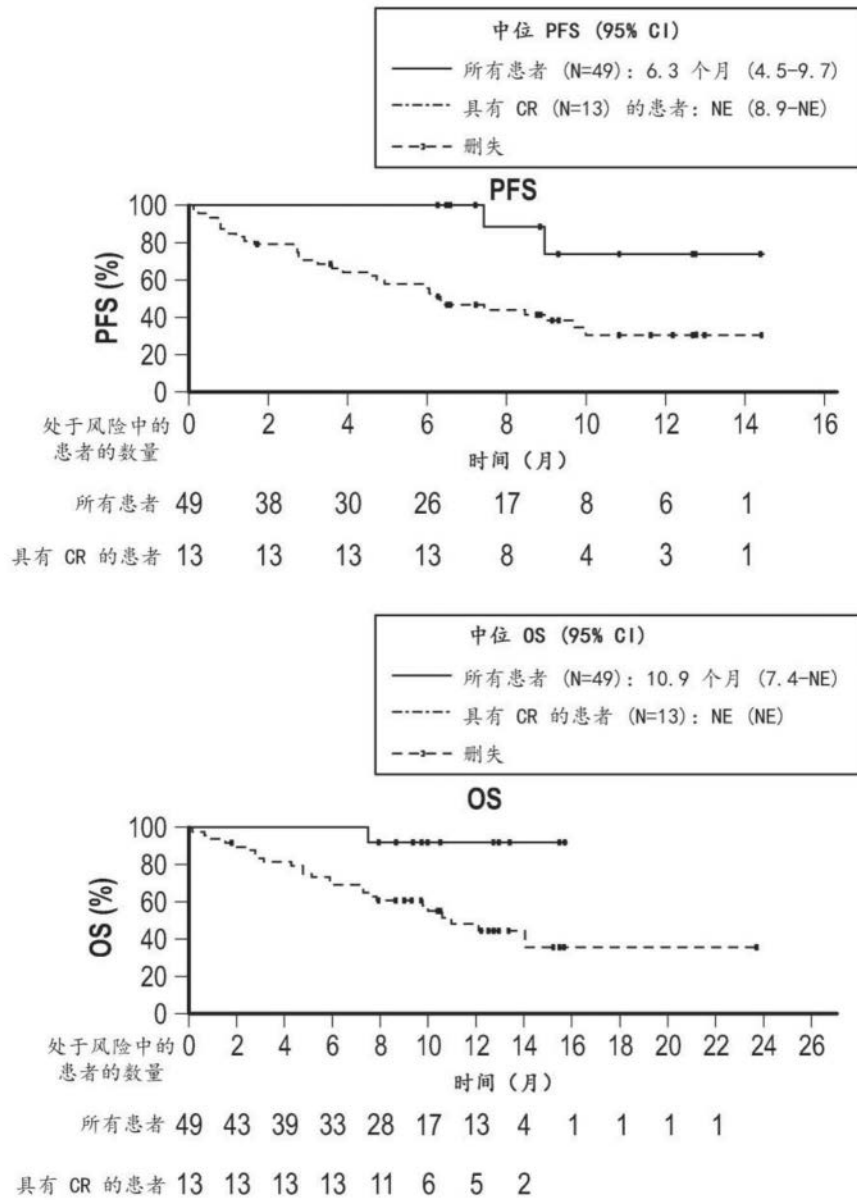 中位 PFS (95% CI)
所有患者 (N=49): 6.3 个月 (4.5-9.7)
具有 CR (N=13) 的患者: NE (8.9-NE)
删失
PFS
PFS (%)
100
80
60
40
20
0
0 2 4 6 8 10 12 14 16
时间（月）
处于风险中的
患者的数量
所有患者 49 38 30 26 17 8 6 1
具有 CR 的患者 13 13 13 13 8 4 3 1
中位 OS (95% CI)
所有患者 (N=49): 10.9 个月 (7.4-NE)
具有 CR 的患者 (N=13): NE (NE)
删失
OS
OS (%)
100
80
60
40
20
0
0 2 4 6 8 10 12 14 16 18 20 22 24 26
时间（月）
处于风险中的
患者的数量
所有患者 49 43 39 33 28 17 13 4 1 1 1 1
具有 CR 的患者 13 13 13 13 11 6 5 2